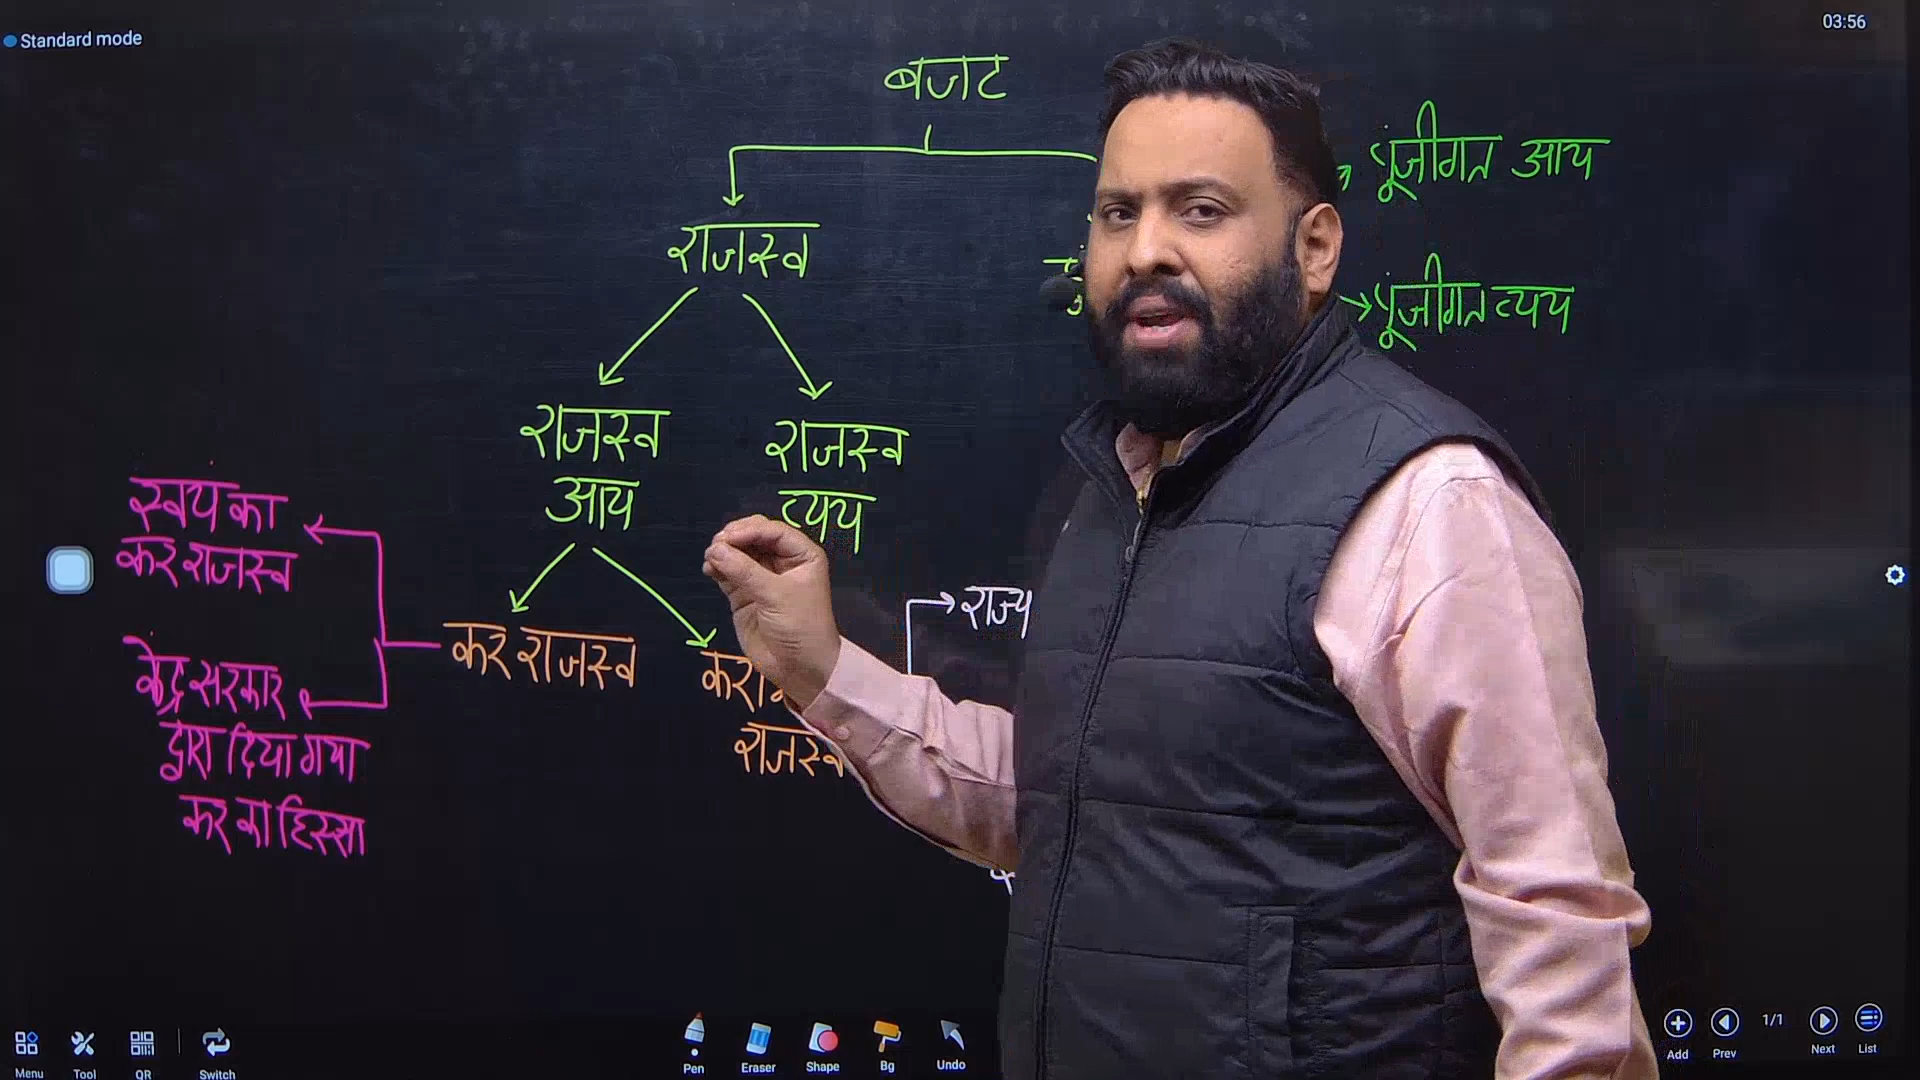 Standard mode
03:56
बजट
पूंजीगत आय
राजस्व
पूंजीगत व्यय
राजस्व
आय
राजस्व
व्यय
स्वयं का
कर राजस्व
राज्य
कर राजस्व
केंद्र सरकार
द्वारा दिया गया
कर का हिस्सा
राजस्व
Menu
Tool
QR
Switch
Pen
Eraser
Shape
Bg
Undo
Add
Prev
1/1
Next
List